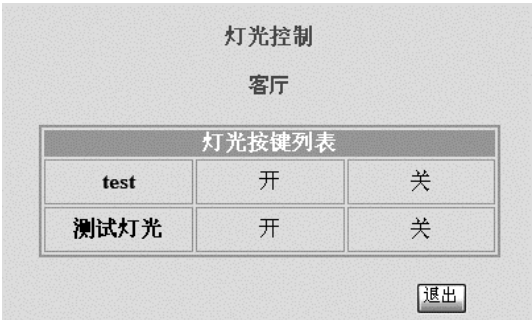 灯光控制
客厅
灯光按键列表
test 开 关
测试灯光 开 关
退出